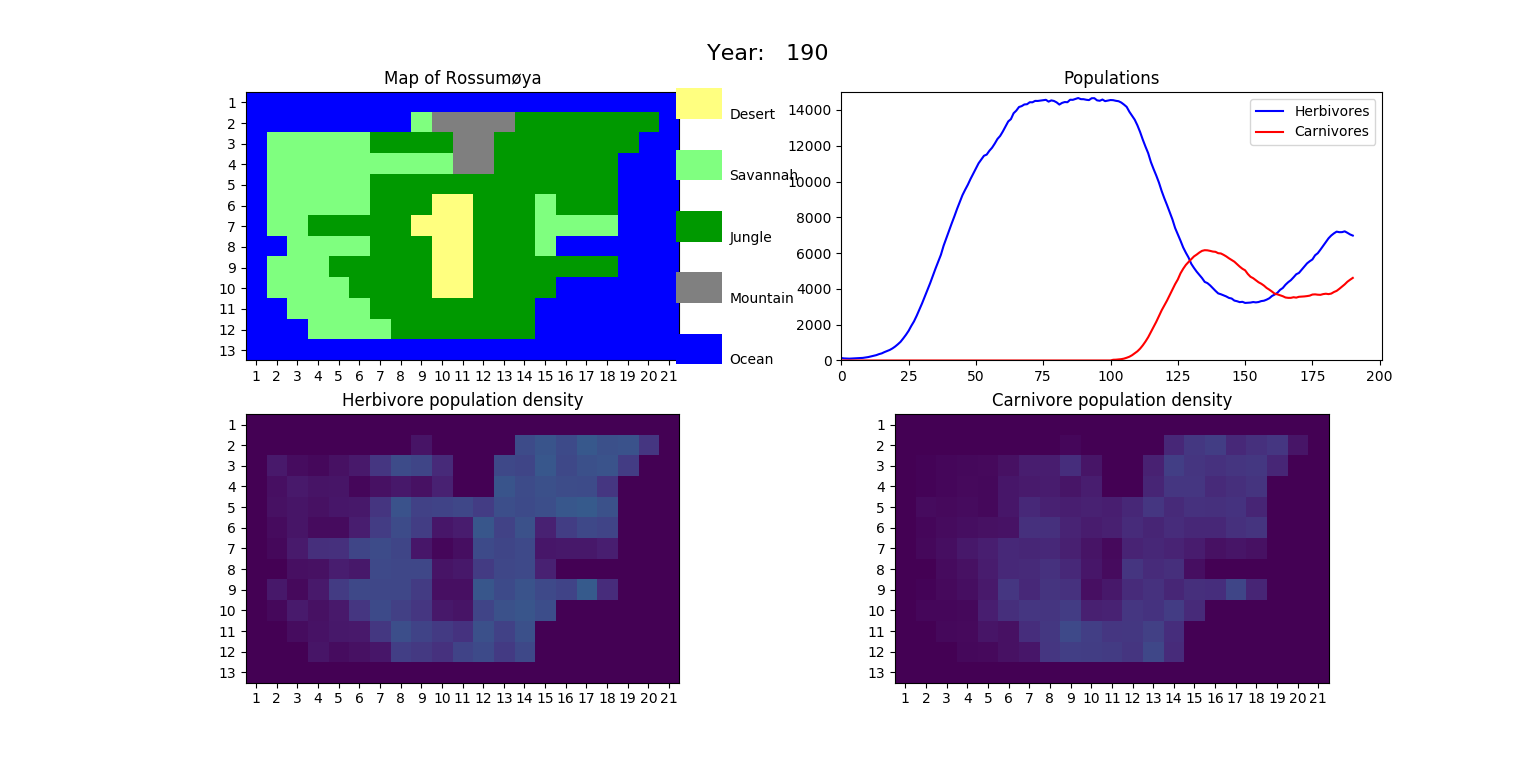 Year: 190
Map of Rossumøya
1
2
3
4
5
6
7
8
9
10
11
12
13
1 2 3 4 5 6 7 8 9 10 11 12 13 14 15 16 17 18 19 20 21
Desert
Savannah
Jungle
Mountain
Ocean
Populations
14000
12000
10000
8000
6000
4000
2000
0
0 25 50 75 100 125 150 175 200
Herbivores
Carnivores
Herbivore population density
1
2
3
4
5
6
7
8
9
10
11
12
13
1 2 3 4 5 6 7 8 9 10 11 12 13 14 15 16 17 18 19 20 21
Carnivore population density
1
2
3
4
5
6
7
8
9
10
11
12
13
1 2 3 4 5 6 7 8 9 10 11 12 13 14 15 16 17 18 19 20 21